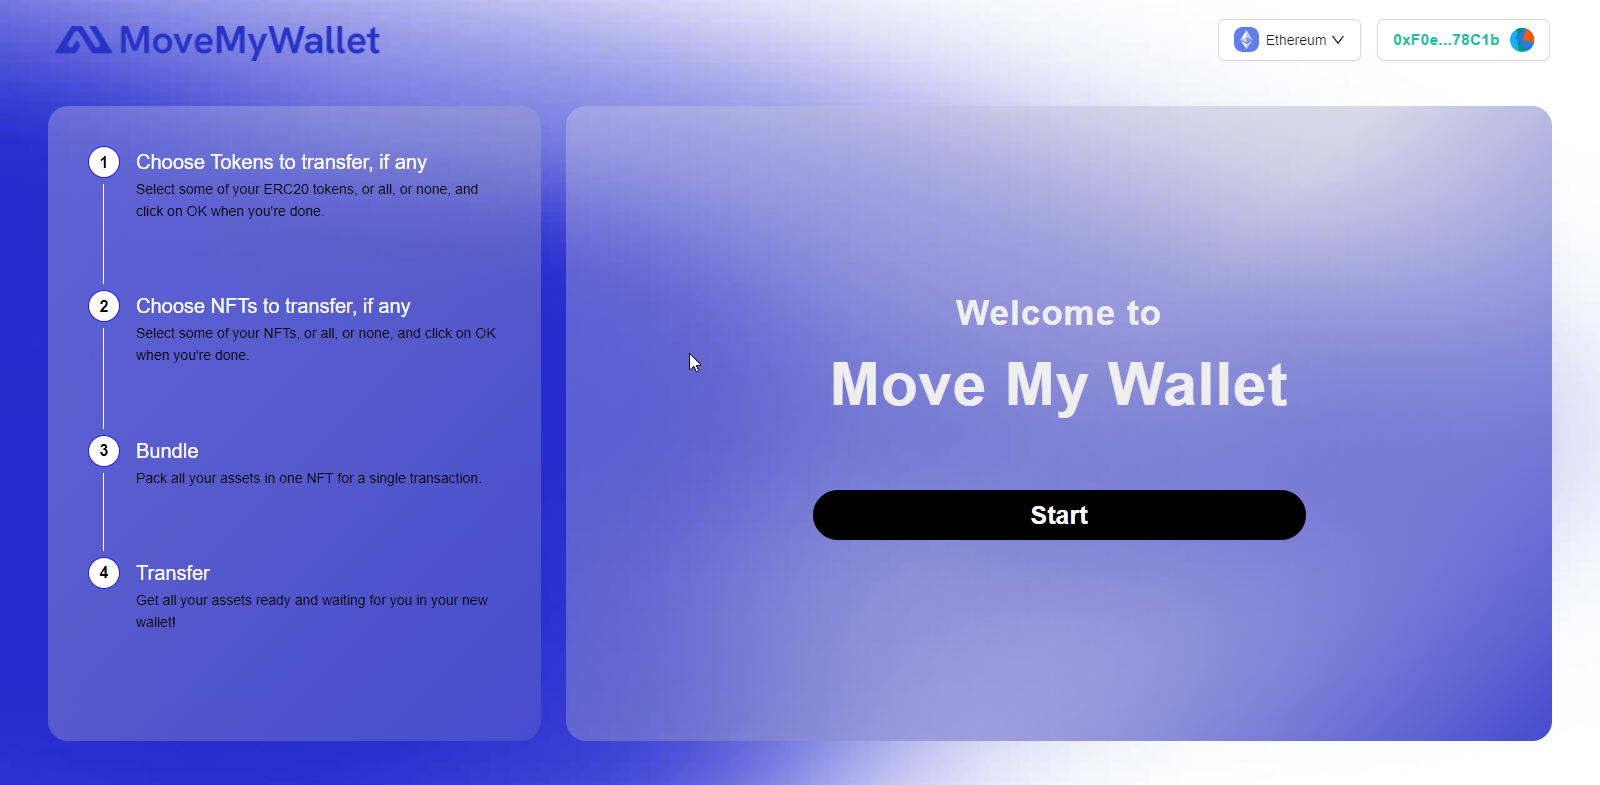 MoveMyWallet
Ethereum
0xF0e...78C1b
1
Choose Tokens to transfer, if any
Select some of your ERC20 tokens, or all, or none, and
click on OK when you're done.
2
Choose NFTs to transfer, if any
Select some of your NFTs, or all, or none, and click on OK
when you're done.
3
Bundle
Pack all your assets in one NFT for a single transaction.
4
Transfer
Get all your assets ready and waiting for you in your new
wallet!
Welcome to
Move My Wallet
Start